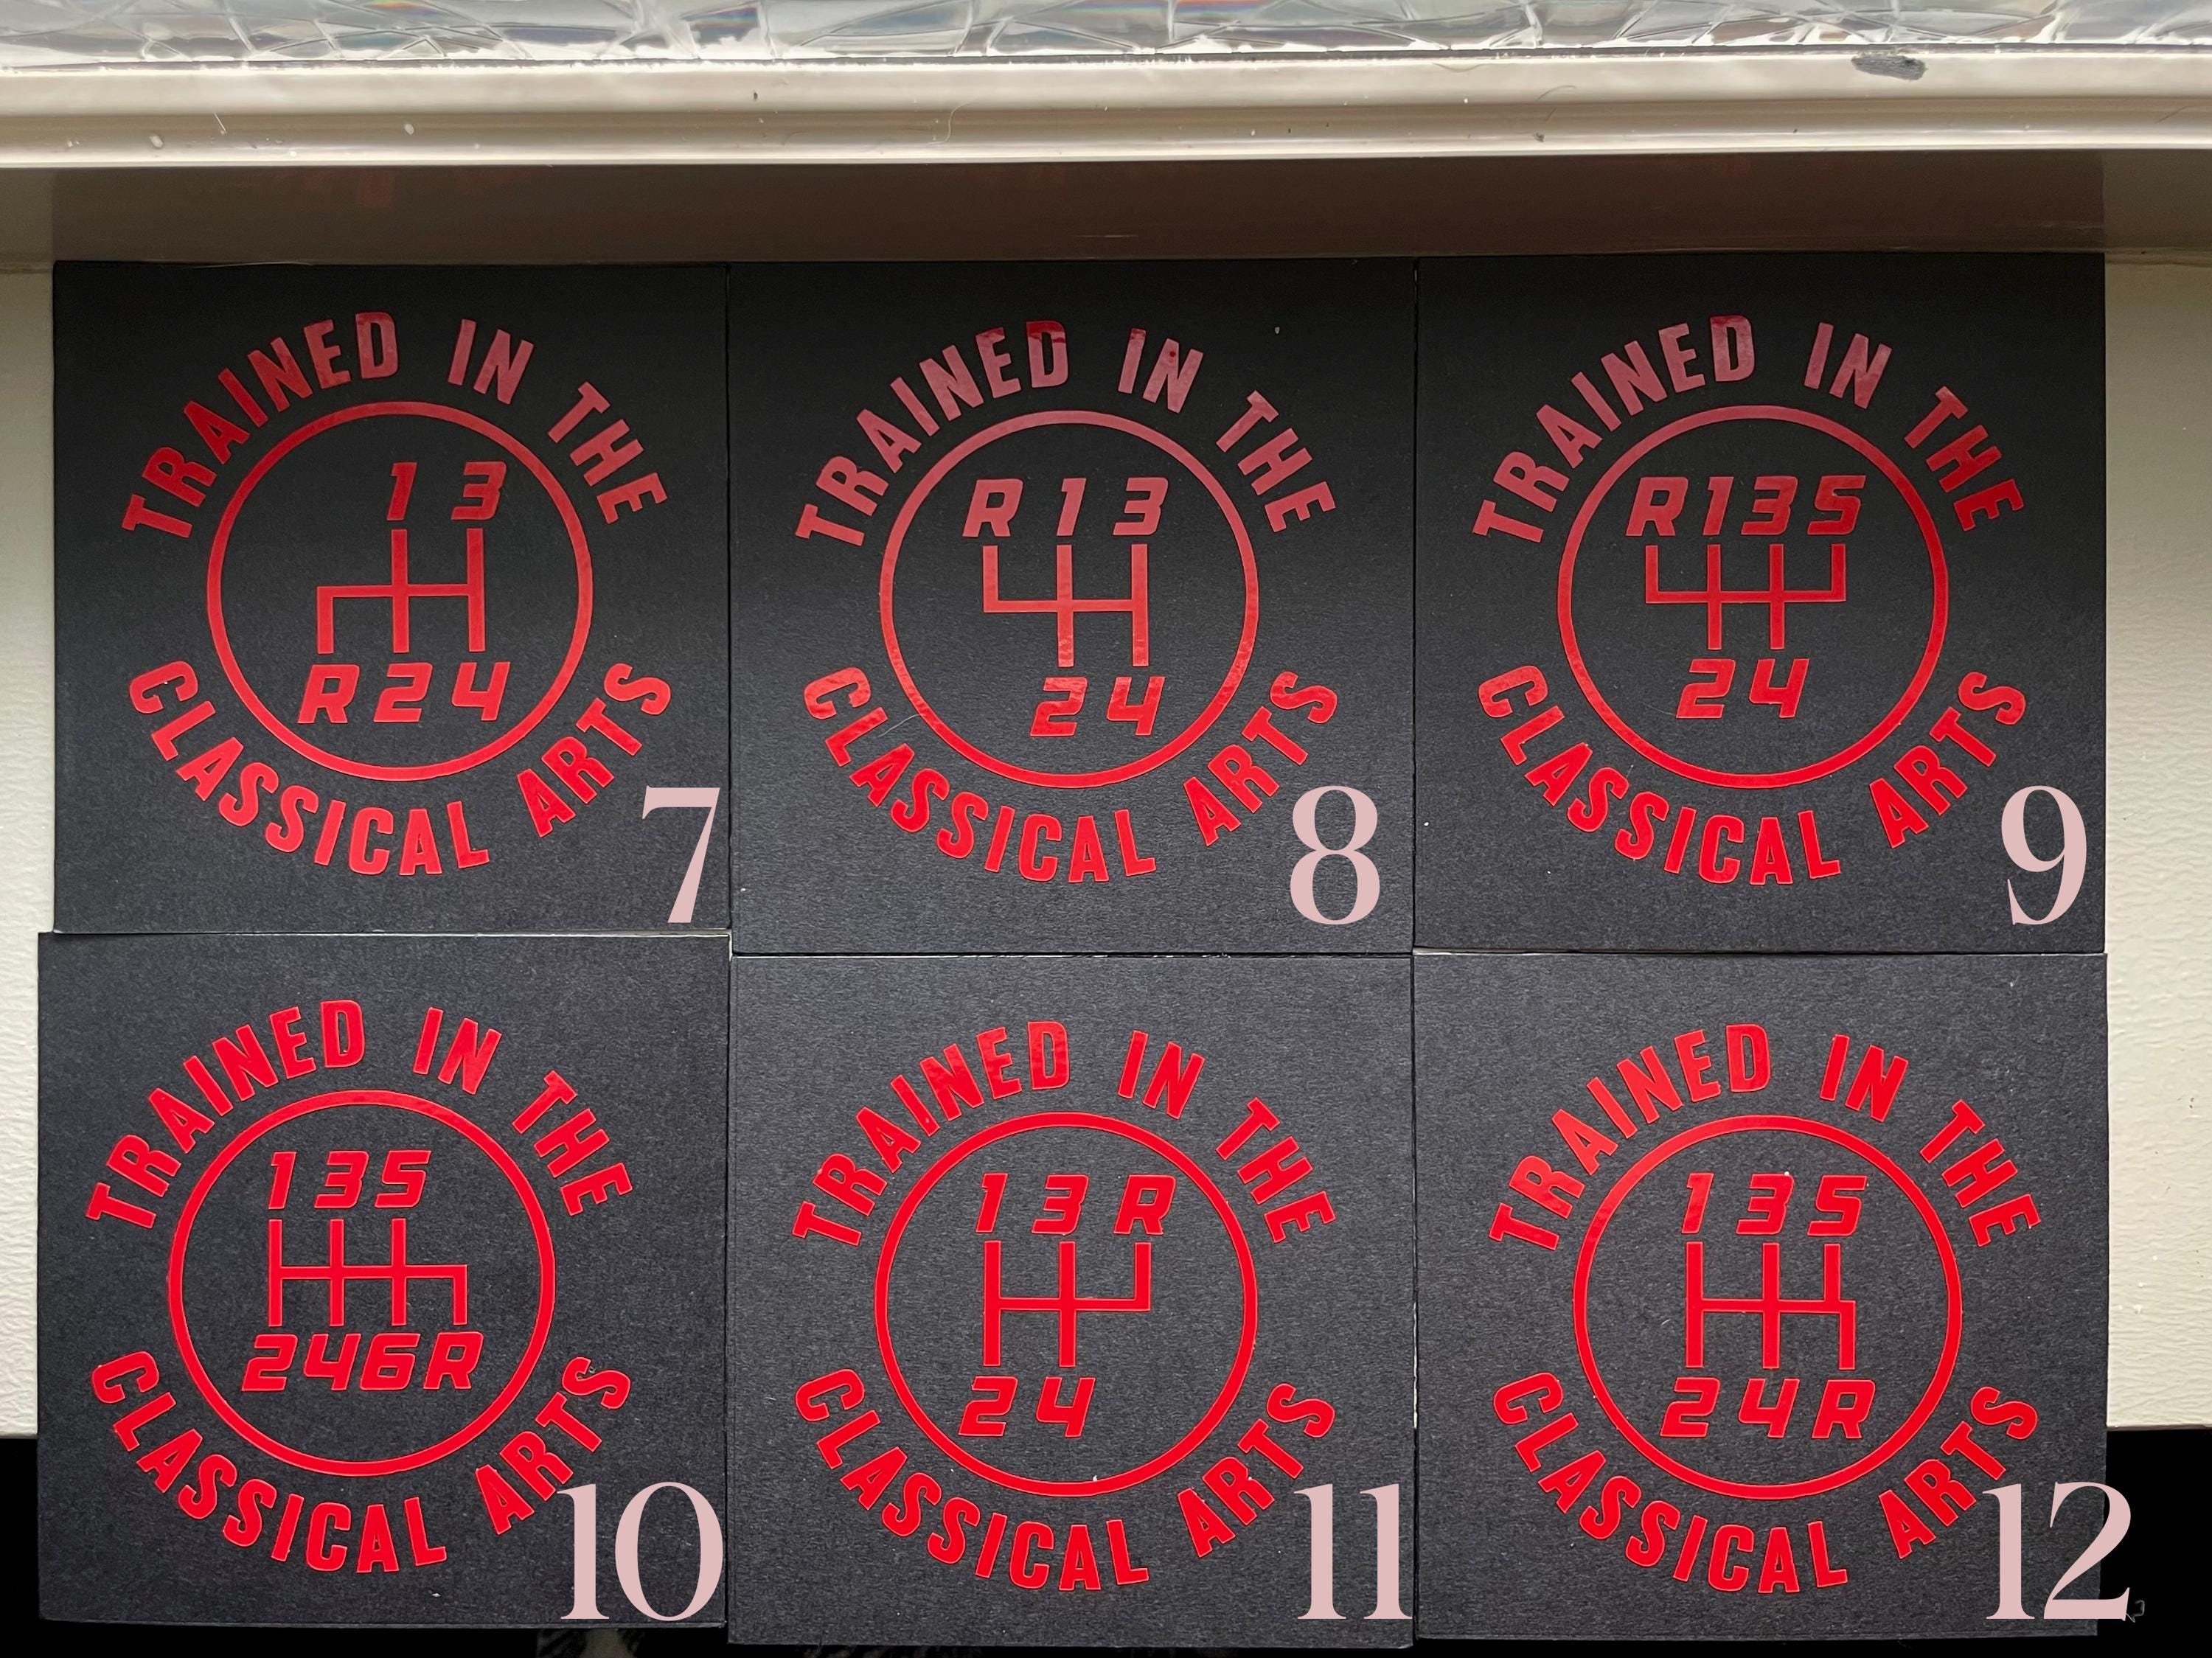 TRAINED IN THE
1 3
R 2 4
CLASSICAL ARTS
7
TRAINED IN THE
R 1 3
2 4
CLASSICAL ARTS
8
TRAINED IN THE
R 1 3 5
2 4
CLASSICAL ARTS
9
TRAINED IN THE
1 3 5
2 4 6 R
CLASSICAL ARTS
10
TRAINED IN THE
1 3 R
2 4
CLASSICAL ARTS
11
TRAINED IN THE
1 3 5
2 4 R
CLASSICAL ARTS
12